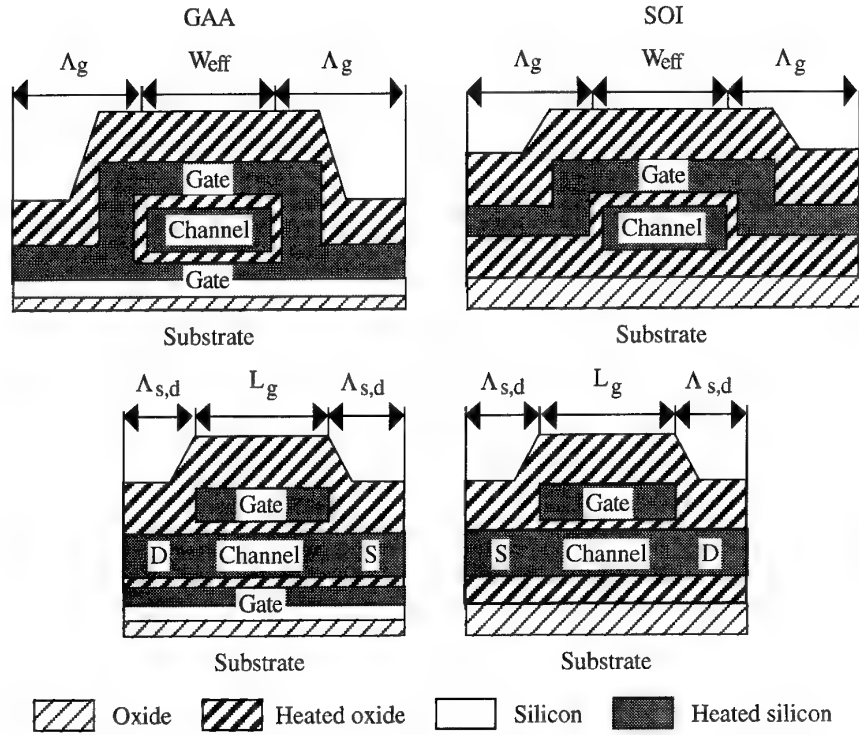 GAA
SOI
Λg Weff Λg
Λg Weff Λg
Gate
Channel
Gate
Gate
Channel
Substrate
Substrate
Λs,d Lg Λs,d
Λs,d Lg Λs,d
Gate
D Channel S
Gate
Gate
S Channel D
Substrate
Substrate
Oxide Heated oxide Silicon Heated silicon